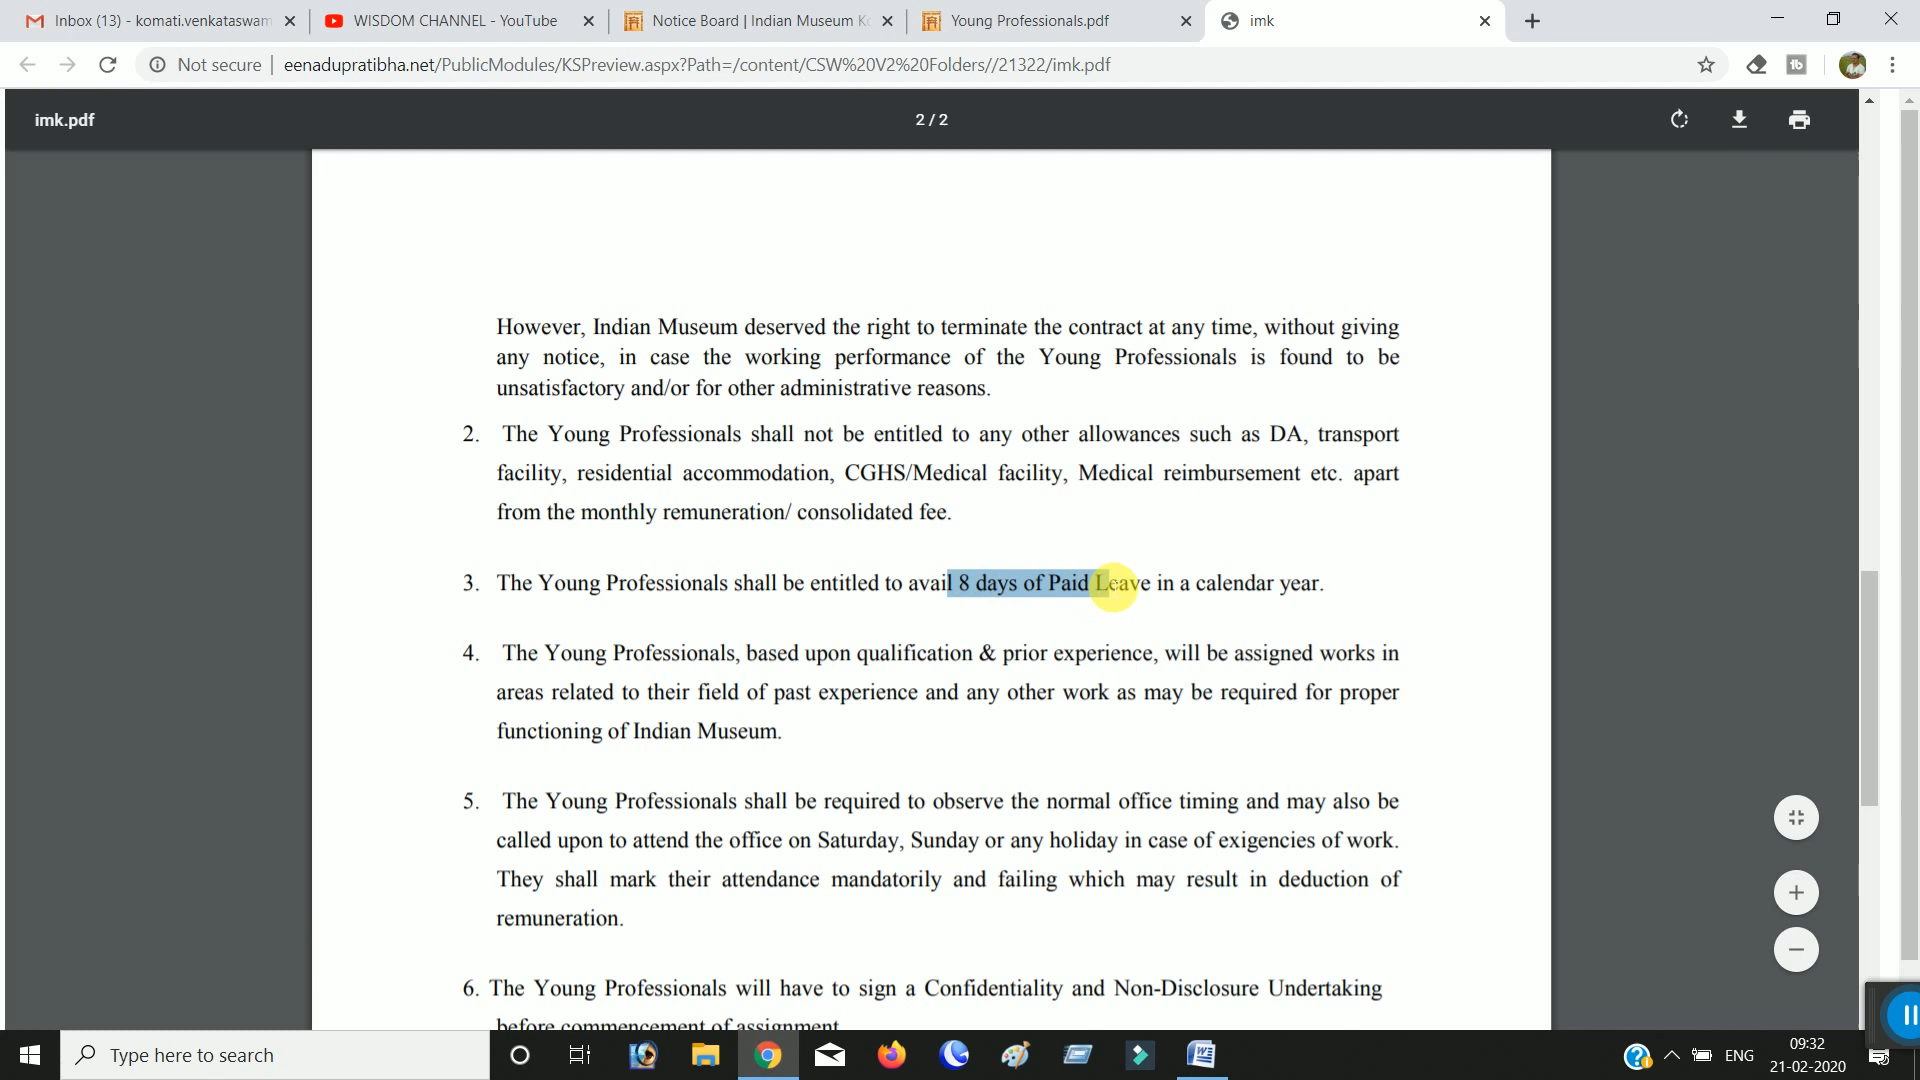 Inbox (13) - komati.venkataswam
WISDOM CHANNEL - YouTube
Notice Board | Indian Museum Ko
Young Professionals.pdf
imk
Not secure | eenadupratibha.net/PublicModules/KSPreview.aspx?Path=/content/CSW%20V2%20Folders//21322/imk.pdf
imk.pdf
2 / 2
However, Indian Museum deserved the right to terminate the contract at any time, without giving
any notice, in case the working performance of the Young Professionals is found to be
unsatisfactory and/or for other administrative reasons.
2. The Young Professionals shall not be entitled to any other allowances such as DA, transport
facility, residential accommodation, CGHS/Medical facility, Medical reimbursement etc. apart
from the monthly remuneration/ consolidated fee.
3. The Young Professionals shall be entitled to avail 8 days of Paid Leave in a calendar year.
4. The Young Professionals, based upon qualification & prior experience, will be assigned works in
areas related to their field of past experience and any other work as may be required for proper
functioning of Indian Museum.
5. The Young Professionals shall be required to observe the normal office timing and may also be
called upon to attend the office on Saturday, Sunday or any holiday in case of exigencies of work.
They shall mark their attendance mandatorily and failing which may result in deduction of
remuneration.
6. The Young Professionals will have to sign a Confidentiality and Non-Disclosure Undertaking
before commencement of assignment
Type here to search
ENG
09:32
21-02-2020